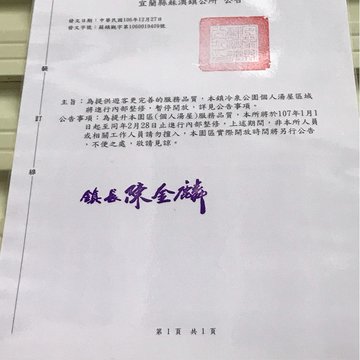 宜蘭縣蘇澳鎮公所 公告
發文日期：中華民國106年12月27日
發文字號：蘇鎮觀字第1060019409號
主旨：為提供遊客更完善的服務品質，本鎮冷泉公園個人湯屋區域
將進行內部整修，暫停開放，詳見公告事項。
公告事項：為提升本園區(個人湯屋)服務品質，本所將於107年1月1
日起至同年2月28日止進行內部整修，上述期間，非本所人員
或相關工作人員請勿擅入，本園區實際開放時間將另行公告
，不便之處，敬請見諒。
裝
訂
線
鎮長 陳金麟
第 1 頁 共 1 頁